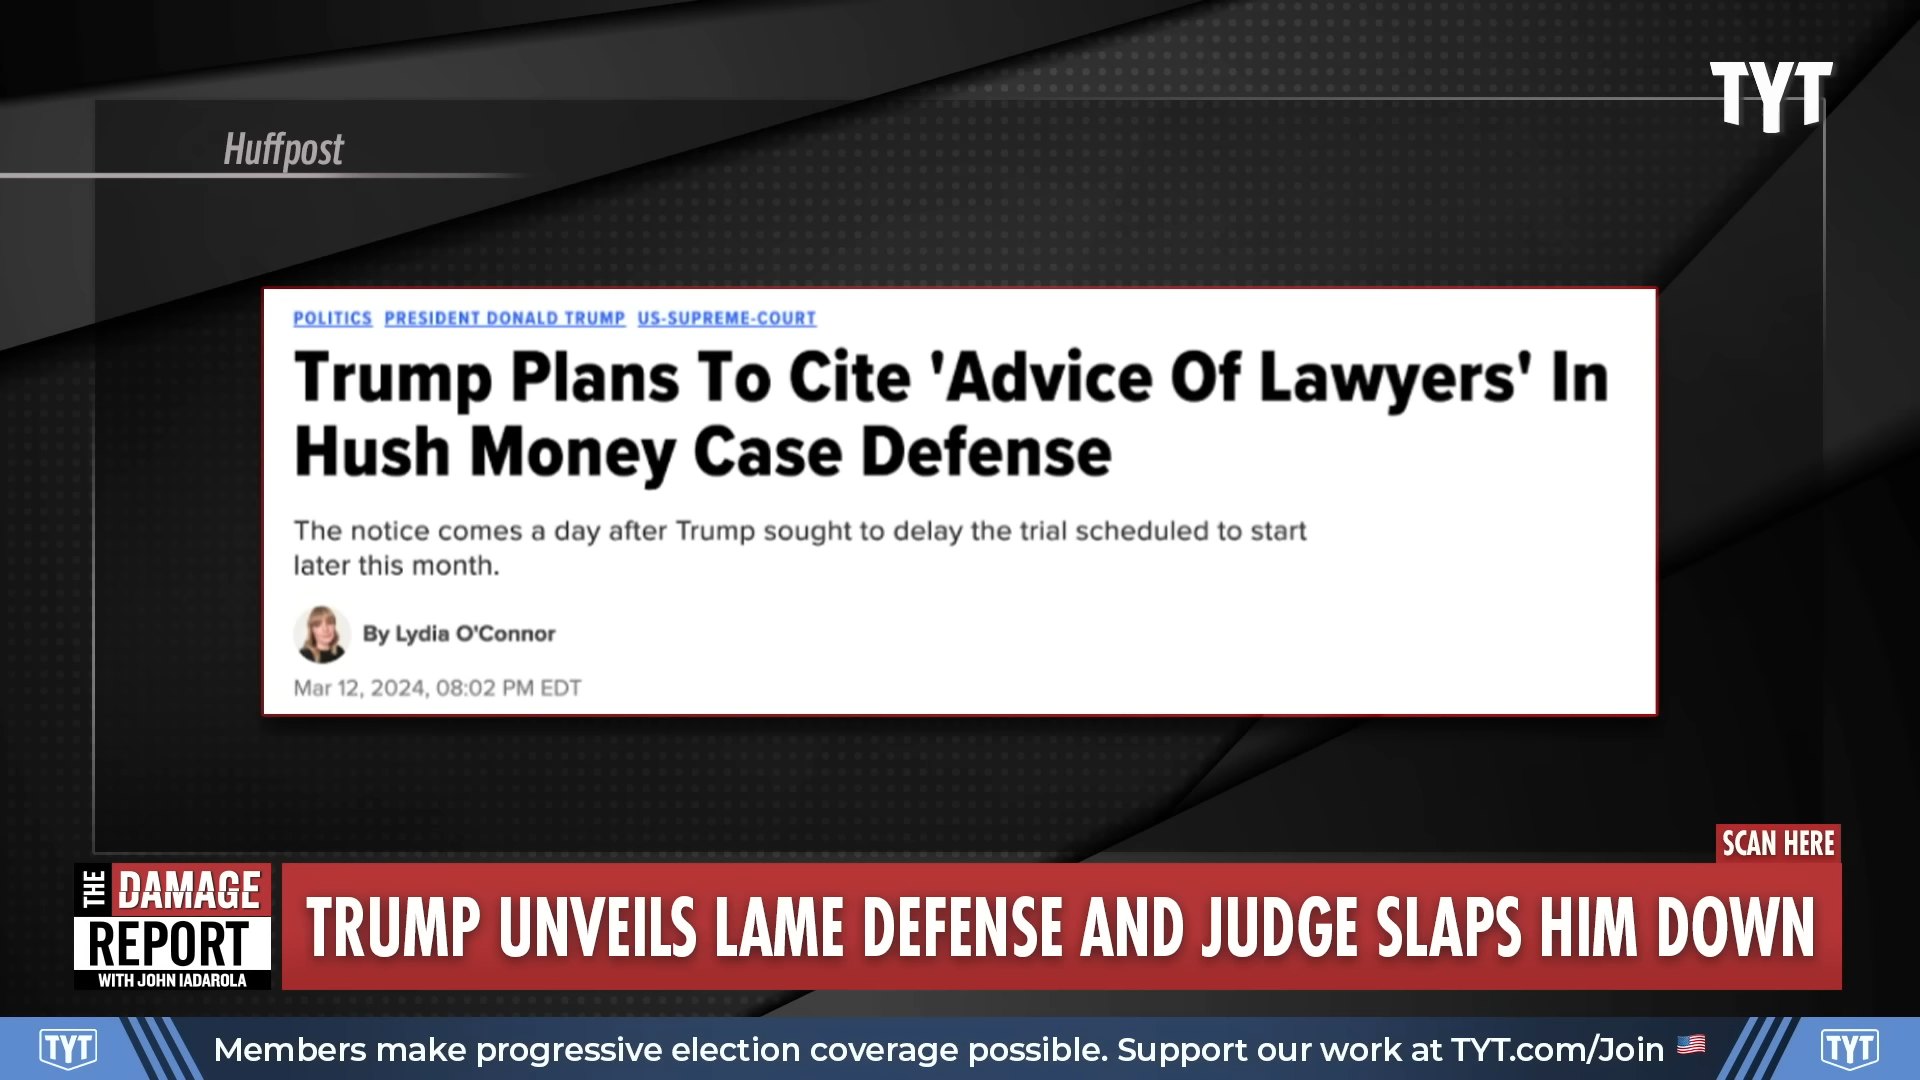 TYT
Huffpost
POLITICS PRESIDENT DONALD TRUMP US-SUPREME-COURT
Trump Plans To Cite 'Advice Of Lawyers' In
Hush Money Case Defense
The notice comes a day after Trump sought to delay the trial scheduled to start
later this month.
By Lydia O'Connor
Mar 12, 2024, 08:02 PM EDT
SCAN HERE
THE DAMAGE
REPORT
WITH JOHN IADAROLA
TRUMP UNVEILS LAME DEFENSE AND JUDGE SLAPS HIM DOWN
TYT
Members make progressive election coverage possible. Support our work at TYT.com/Join
TYT